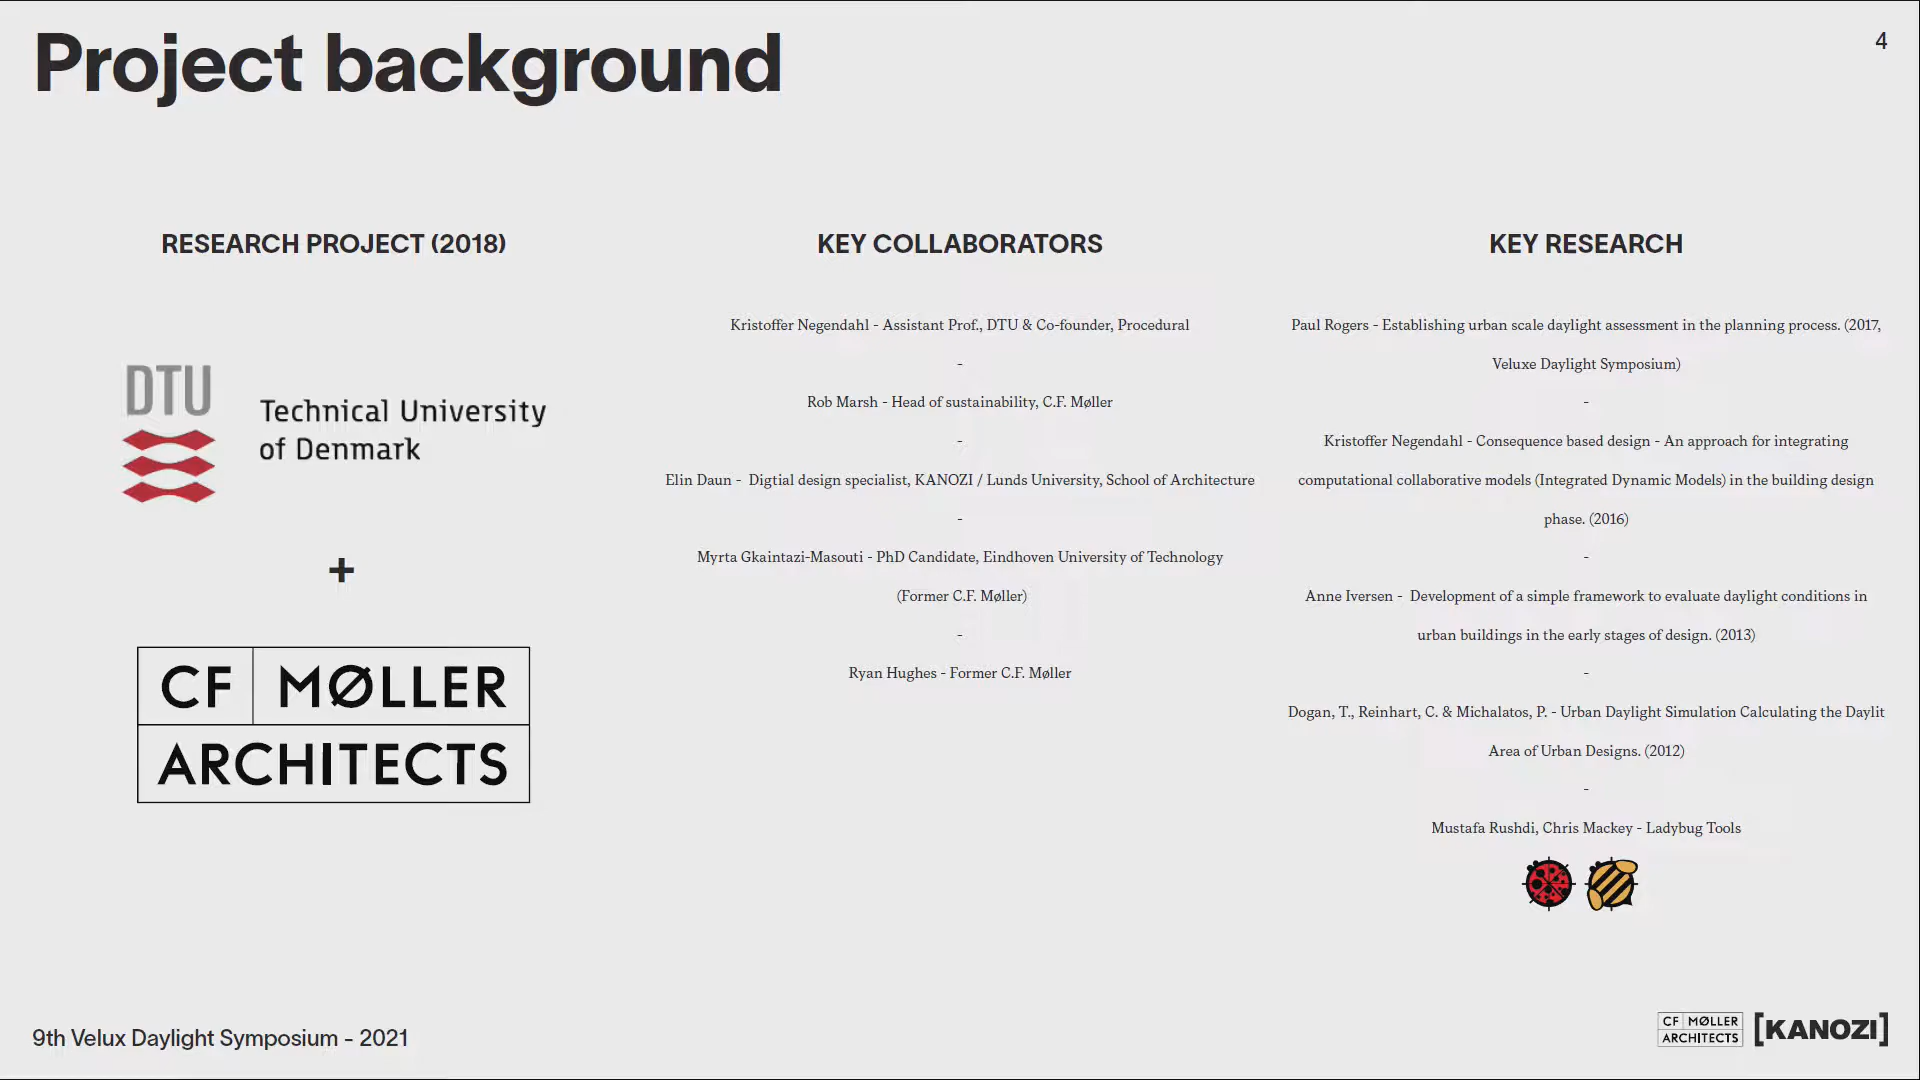 Project background
4
RESEARCH PROJECT (2018)
DTU
Technical University
of Denmark
+
CF MØLLER
ARCHITECTS
KEY COLLABORATORS
Kristoffer Negendahl - Assistant Prof., DTU & Co-founder, Procedural
-
Rob Marsh - Head of sustainability, C.F. Møller
-
Elin Daun -  Digtial design specialist, KANOZI / Lunds University, School of Architecture
-
Myrta Gkaintazi-Masouti - PhD Candidate, Eindhoven University of Technology
(Former C.F. Møller)
-
Ryan Hughes - Former C.F. Møller
KEY RESEARCH
Paul Rogers - Establishing urban scale daylight assessment in the planning process. (2017,
Veluxe Daylight Symposium)
-
Kristoffer Negendahl - Consequence based design - An approach for integrating
computational collaborative models (Integrated Dynamic Models) in the building design
phase. (2016)
-
Anne Iversen -  Development of a simple framework to evaluate daylight conditions in
urban buildings in the early stages of design. (2013)
-
Dogan, T., Reinhart, C. & Michalatos, P. - Urban Daylight Simulation Calculating the Daylit
Area of Urban Designs. (2012)
-
Mustafa Rushdi, Chris Mackey - Ladybug Tools
9th Velux Daylight Symposium - 2021
CF MØLLER
ARCHITECTS
[KANOZI]